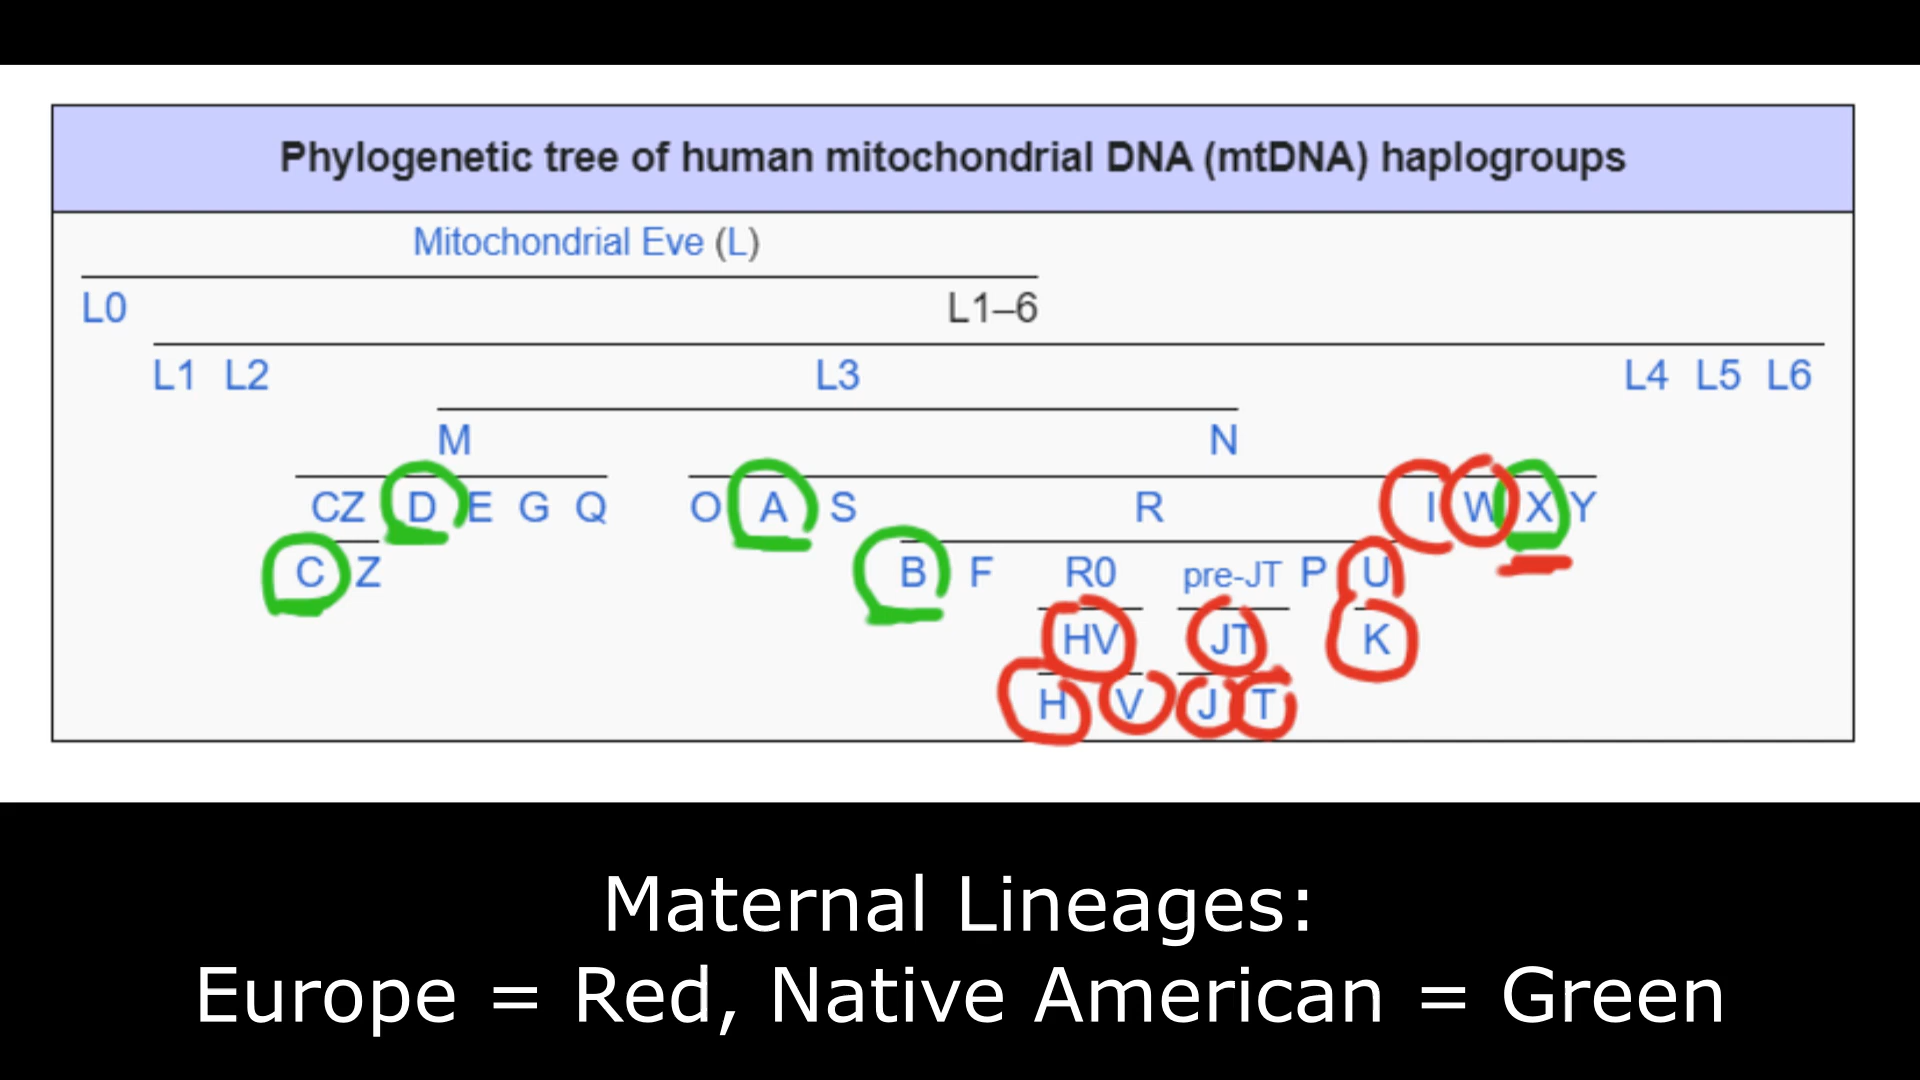 Phylogenetic tree of human mitochondrial DNA (mtDNA) haplogroups
Mitochondrial Eve (L)
L0 L1–6
L1 L2 L3 L4 L5 L6
M N
CZ D E G Q O A S R I W X Y
C Z B F R0 pre-JT P U
HV JT K
H V J T
Maternal Lineages:
Europe = Red, Native American = Green